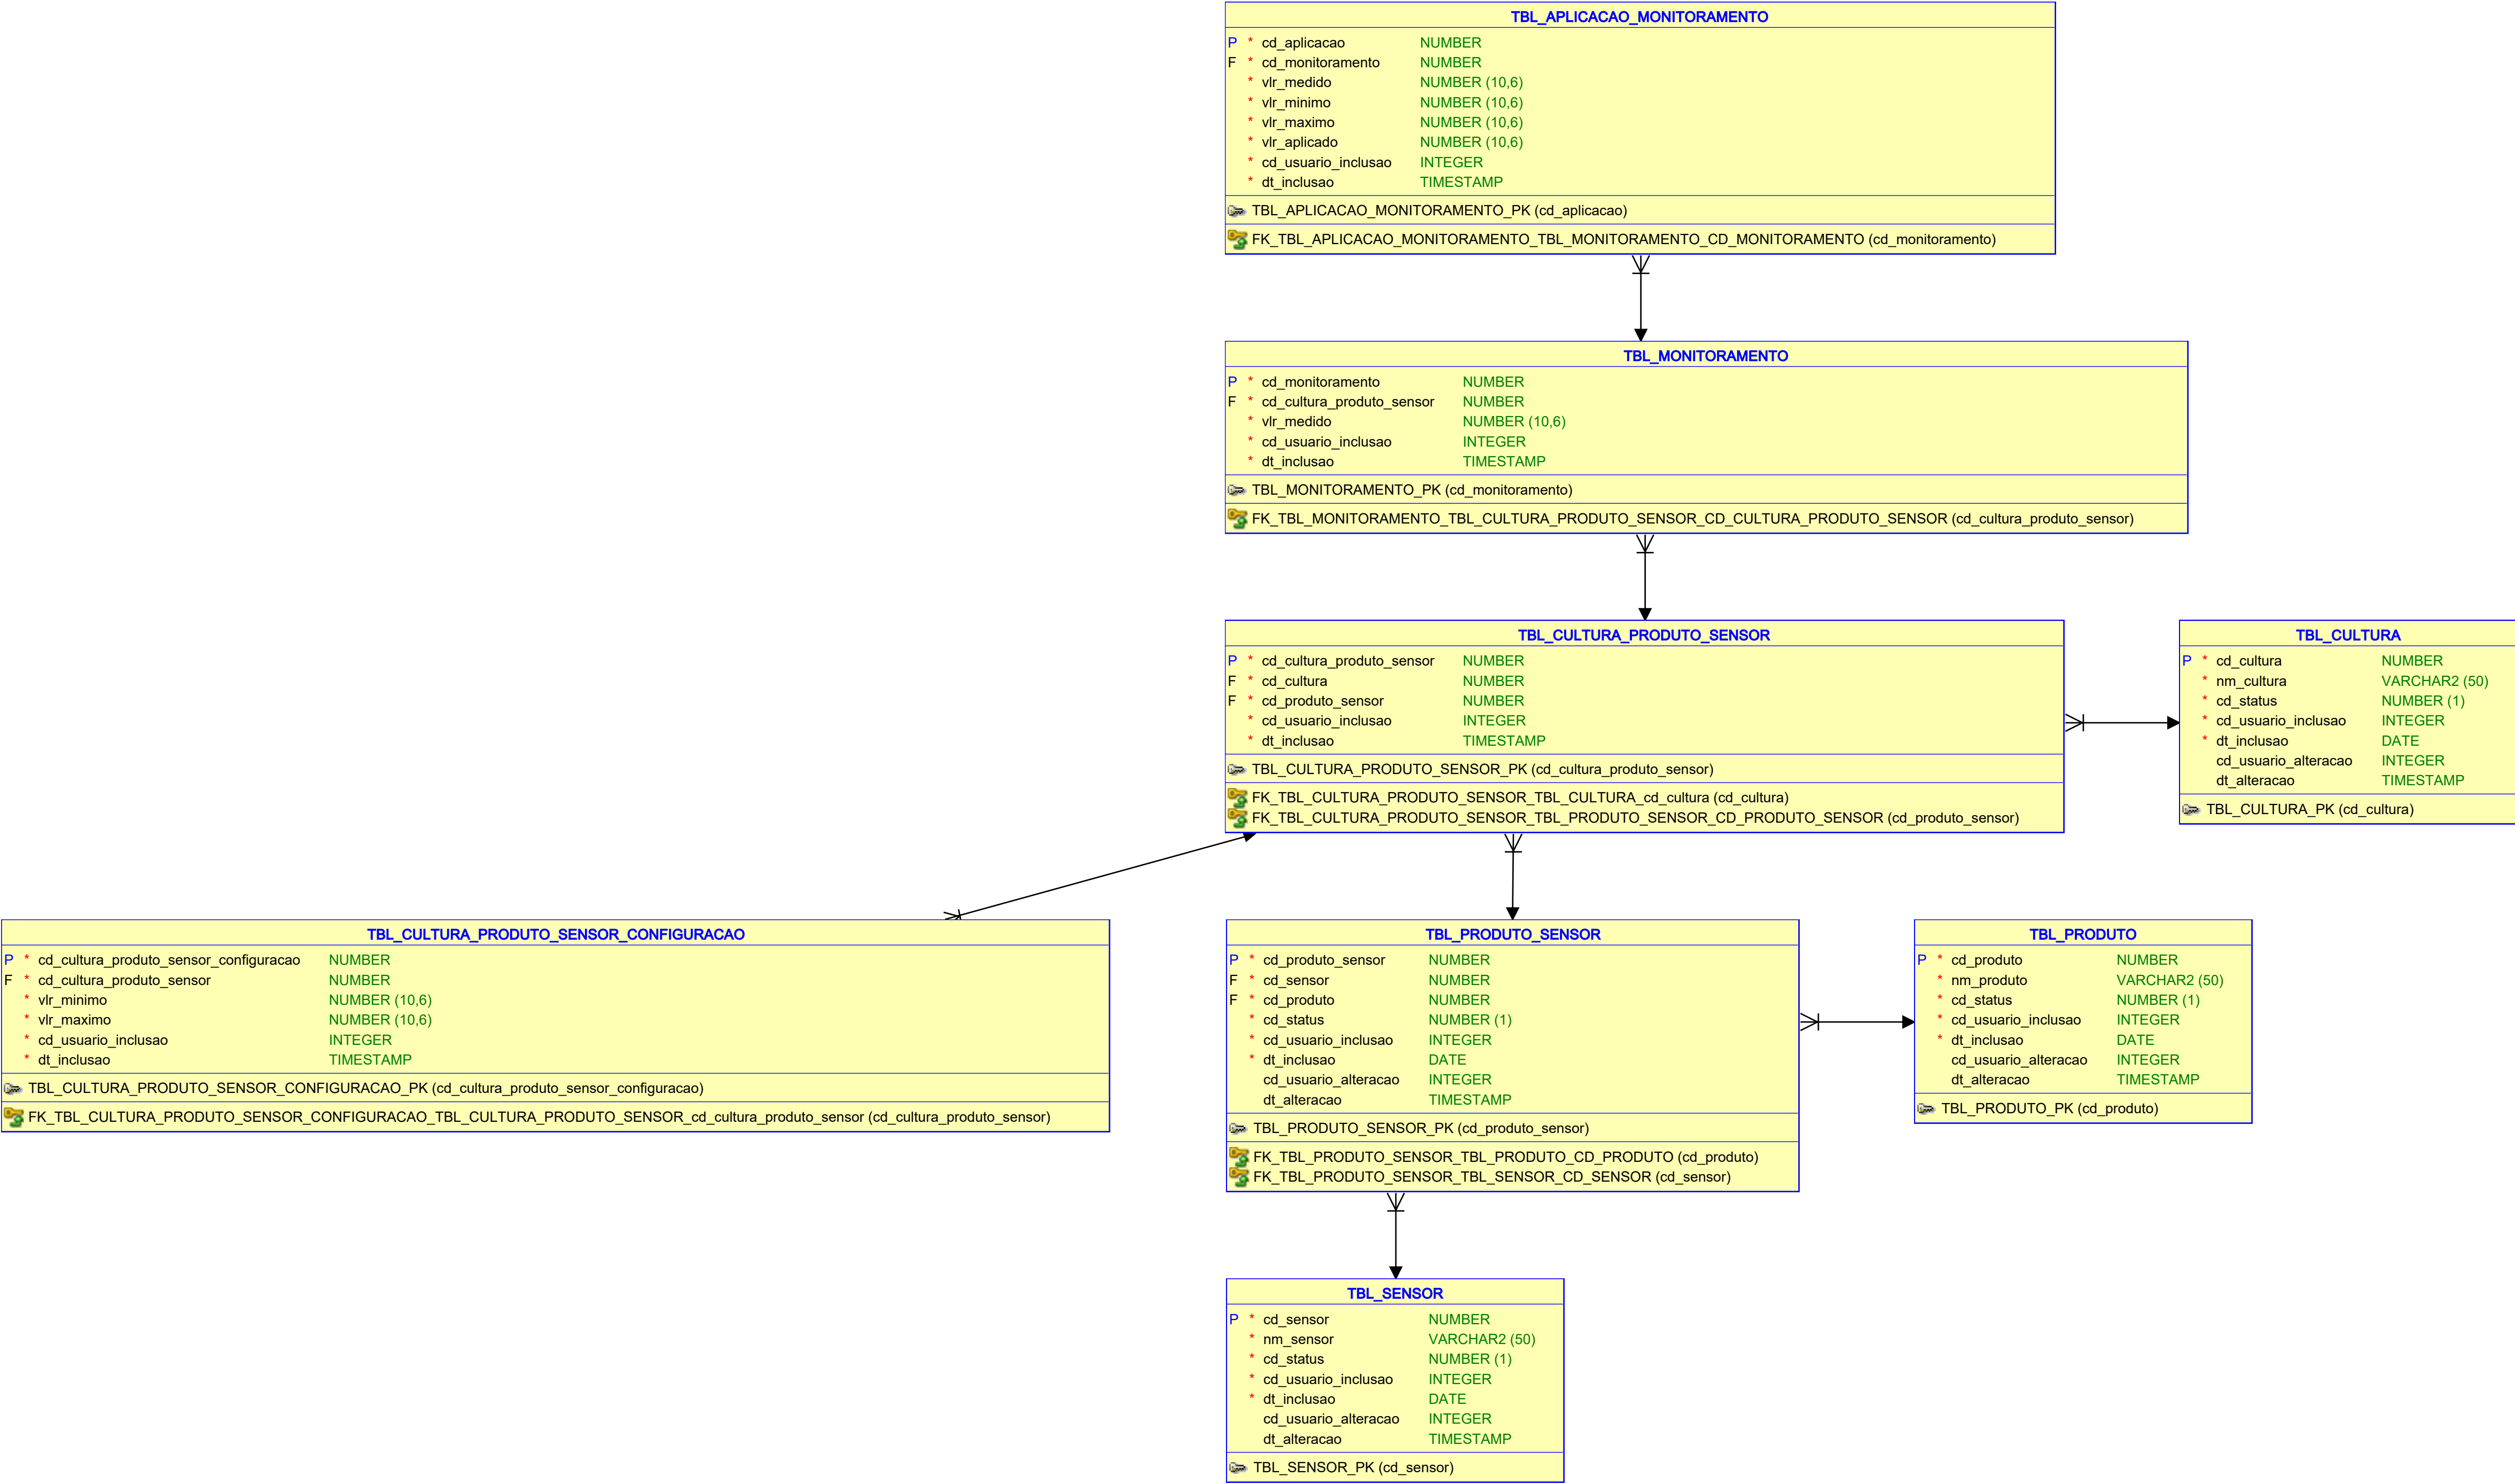 TBL_APLICACAO_MONITORAMENTO
P * cd_aplicacao NUMBER
F * cd_monitoramento NUMBER
* vlr_medido NUMBER (10,6)
* vlr_minimo NUMBER (10,6)
* vlr_maximo NUMBER (10,6)
* vlr_aplicado NUMBER (10,6)
* cd_usuario_inclusao INTEGER
* dt_inclusao TIMESTAMP
TBL_APLICACAO_MONITORAMENTO_PK (cd_aplicacao)
FK_TBL_APLICACAO_MONITORAMENTO_TBL_MONITORAMENTO_CD_MONITORAMENTO (cd_monitoramento)
TBL_MONITORAMENTO
P * cd_monitoramento NUMBER
F * cd_cultura_produto_sensor NUMBER
* vlr_medido NUMBER (10,6)
* cd_usuario_inclusao INTEGER
* dt_inclusao TIMESTAMP
TBL_MONITORAMENTO_PK (cd_monitoramento)
FK_TBL_MONITORAMENTO_TBL_CULTURA_PRODUTO_SENSOR_CD_CULTURA_PRODUTO_SENSOR (cd_cultura_produto_sensor)
TBL_CULTURA_PRODUTO_SENSOR
P * cd_cultura_produto_sensor NUMBER
F * cd_cultura NUMBER
F * cd_produto_sensor NUMBER
* cd_usuario_inclusao INTEGER
* dt_inclusao TIMESTAMP
TBL_CULTURA_PRODUTO_SENSOR_PK (cd_cultura_produto_sensor)
FK_TBL_CULTURA_PRODUTO_SENSOR_TBL_CULTURA_cd_cultura (cd_cultura)
FK_TBL_CULTURA_PRODUTO_SENSOR_TBL_PRODUTO_SENSOR_CD_PRODUTO_SENSOR (cd_produto_sensor)
TBL_CULTURA
P * cd_cultura NUMBER
* nm_cultura VARCHAR2 (50)
* cd_status NUMBER (1)
* cd_usuario_inclusao INTEGER
* dt_inclusao DATE
cd_usuario_alteracao INTEGER
dt_alteracao TIMESTAMP
TBL_CULTURA_PK (cd_cultura)
TBL_CULTURA_PRODUTO_SENSOR_CONFIGURACAO
P * cd_cultura_produto_sensor_configuracao NUMBER
F * cd_cultura_produto_sensor NUMBER
* vlr_minimo NUMBER (10,6)
* vlr_maximo NUMBER (10,6)
* cd_usuario_inclusao INTEGER
* dt_inclusao TIMESTAMP
TBL_CULTURA_PRODUTO_SENSOR_CONFIGURACAO_PK (cd_cultura_produto_sensor_configuracao)
FK_TBL_CULTURA_PRODUTO_SENSOR_CONFIGURACAO_TBL_CULTURA_PRODUTO_SENSOR_cd_cultura_produto_sensor (cd_cultura_produto_sensor)
TBL_PRODUTO_SENSOR
P * cd_produto_sensor NUMBER
F * cd_sensor NUMBER
F * cd_produto NUMBER
* cd_status NUMBER (1)
* cd_usuario_inclusao INTEGER
* dt_inclusao DATE
cd_usuario_alteracao INTEGER
dt_alteracao TIMESTAMP
TBL_PRODUTO_SENSOR_PK (cd_produto_sensor)
FK_TBL_PRODUTO_SENSOR_TBL_PRODUTO_CD_PRODUTO (cd_produto)
FK_TBL_PRODUTO_SENSOR_TBL_SENSOR_CD_SENSOR (cd_sensor)
TBL_PRODUTO
P * cd_produto NUMBER
* nm_produto VARCHAR2 (50)
* cd_status NUMBER (1)
* cd_usuario_inclusao INTEGER
* dt_inclusao DATE
cd_usuario_alteracao INTEGER
dt_alteracao TIMESTAMP
TBL_PRODUTO_PK (cd_produto)
TBL_SENSOR
P * cd_sensor NUMBER
* nm_sensor VARCHAR2 (50)
* cd_status NUMBER (1)
* cd_usuario_inclusao INTEGER
* dt_inclusao DATE
cd_usuario_alteracao INTEGER
dt_alteracao TIMESTAMP
TBL_SENSOR_PK (cd_sensor)